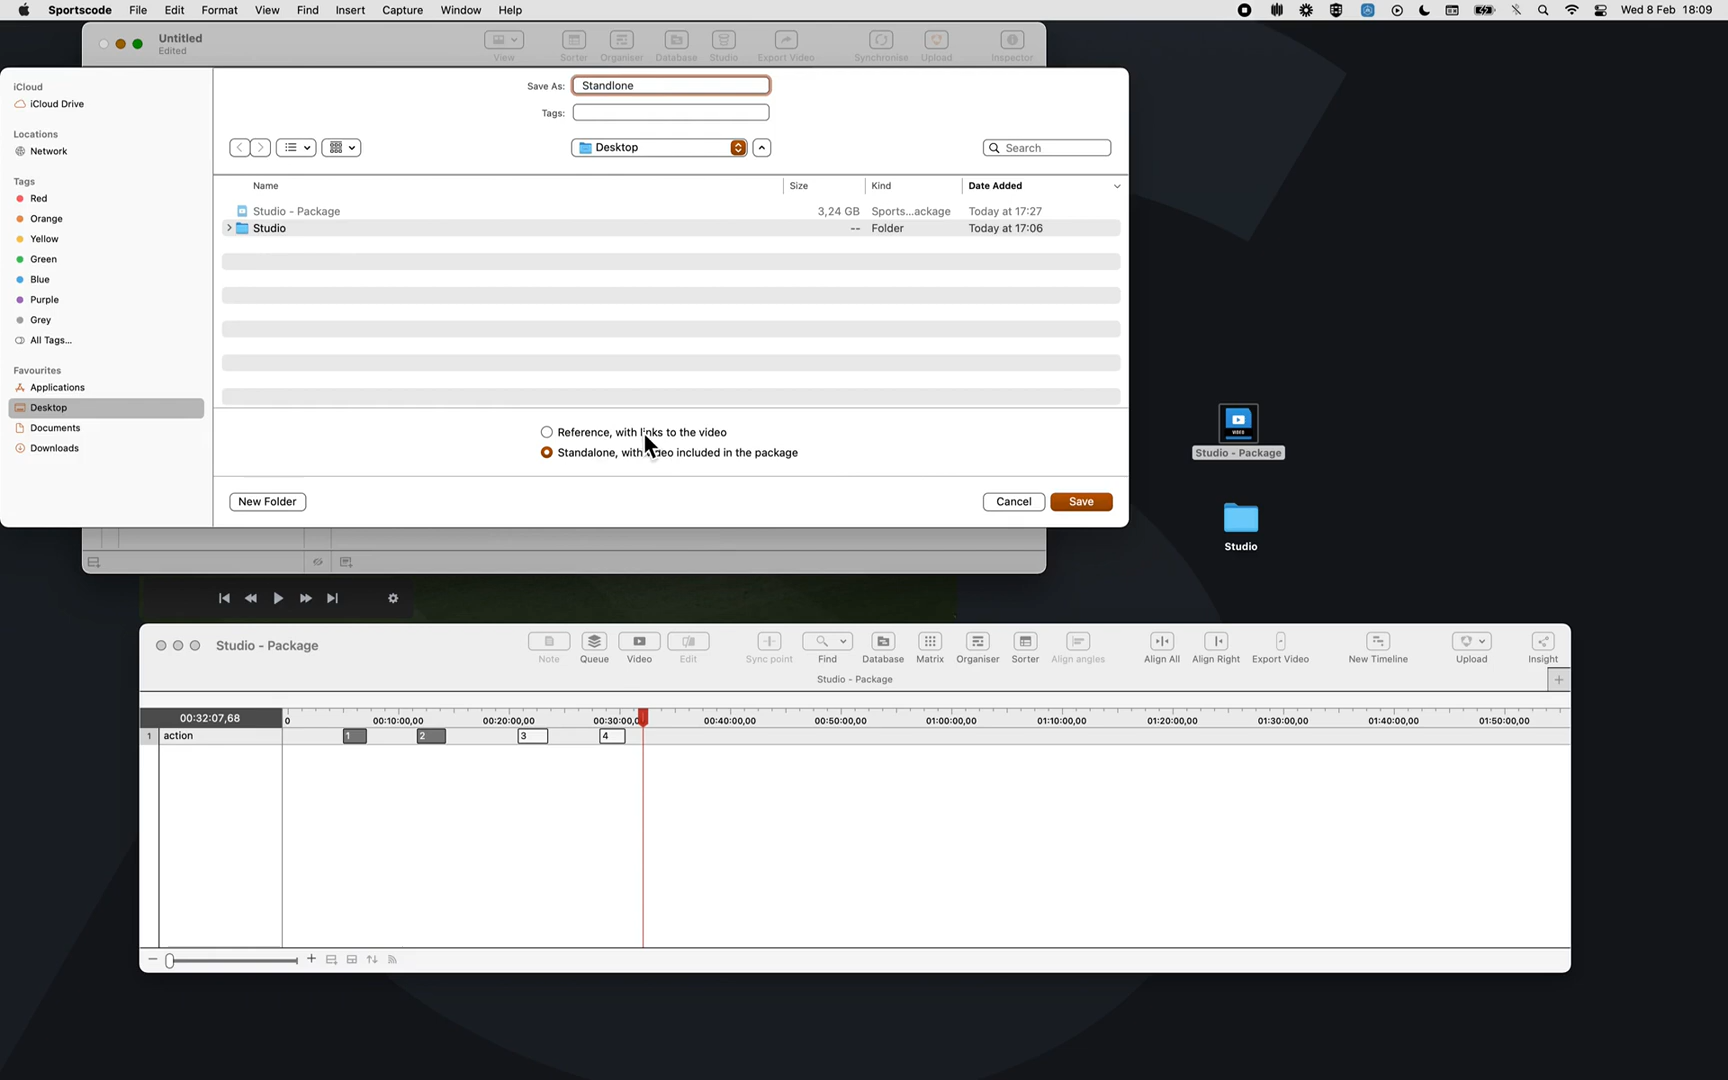 Sportscode File Edit Format View Find Insert Capture Window Help Wed 8 Feb 18:09
Untitled
Edited
View Sorter Organiser Database Studio Export Video Synchronise Upload Inspector
iCloud
iCloud Drive
Locations
Network
Tags
Red
Orange
Yellow
Green
Blue
Purple
Grey
All Tags...
Favourites
Applications
Desktop
Documents
Downloads
Save As: Standlone
Tags:
Desktop
Search
Name Size Kind Date Added
Studio - Package 3,24 GB Sports...ackage Today at 17:27
Studio -- Folder Today at 17:06
Reference, with links to the video
Standalone, with included in the package
New Folder Cancel Save
VIDEO
Studio - Package
Studio
Studio - Package
Note Queue Video Edit Sync point Find Database Matrix Organiser Sorter Align angles Align All Align Right Export Video New Timeline Upload Insight
Studio - Package
00:32:07,68 0 00:10:00,00 00:20:00,00 00:40:00,00 00:50:00,00 01:00:00,00 01:10:00,00 01:20:00,00 01:30:00,00 01:40:00,00 01:50:00,00
1 action 1 2 3 4